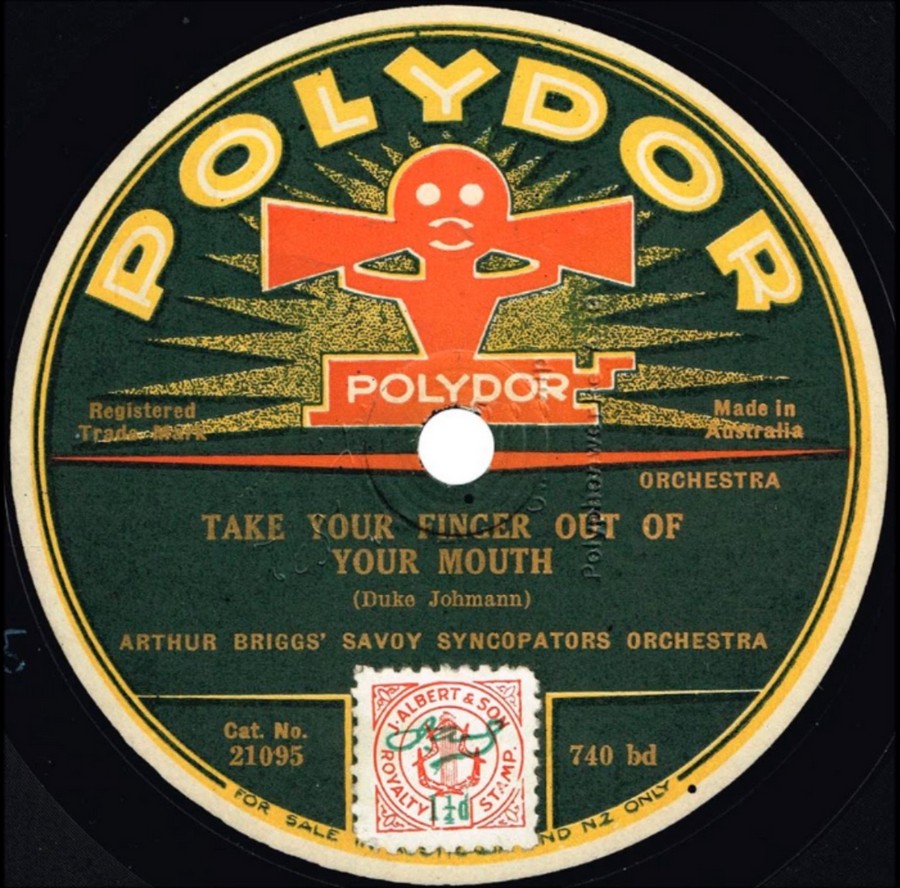 POLYDOR
POLYDOR
Registered
Trade Mark
Made in
Australia
ORCHESTRA
TAKE YOUR FINGER OUT OF
YOUR MOUTH
(Duke Johmann)
ARTHUR BRIGGS' SAVOY SYNCOPATORS ORCHESTRA
Cat. No.
21095
740 bd
J. ALBERT & SON
ROYALTY STAMP.
1½d
FOR SALE
ND NZ ONLY